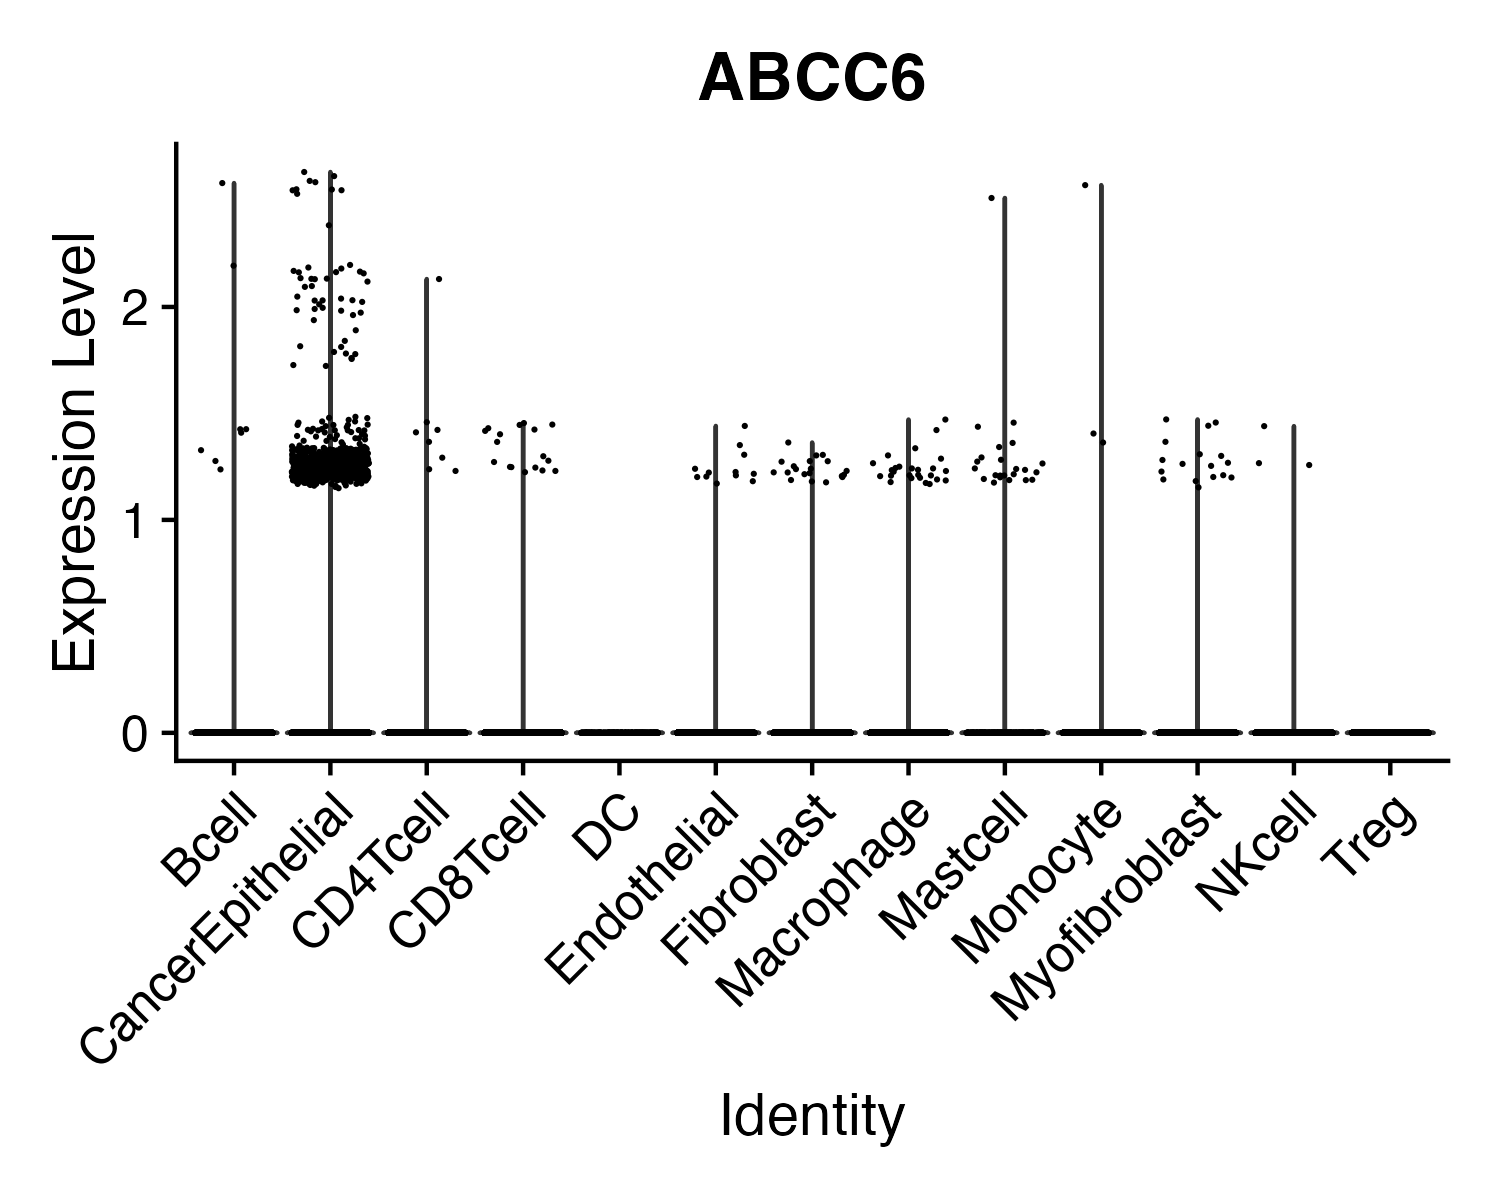 ABCC6
Expression Level
2
1
0
Bcell
CancerEpithelial
CD4Tcell
CD8Tcell
DC
Endothelial
Fibroblast
Macrophage
Mastcell
Monocyte
Myofibroblast
NKcell
Treg
Identity